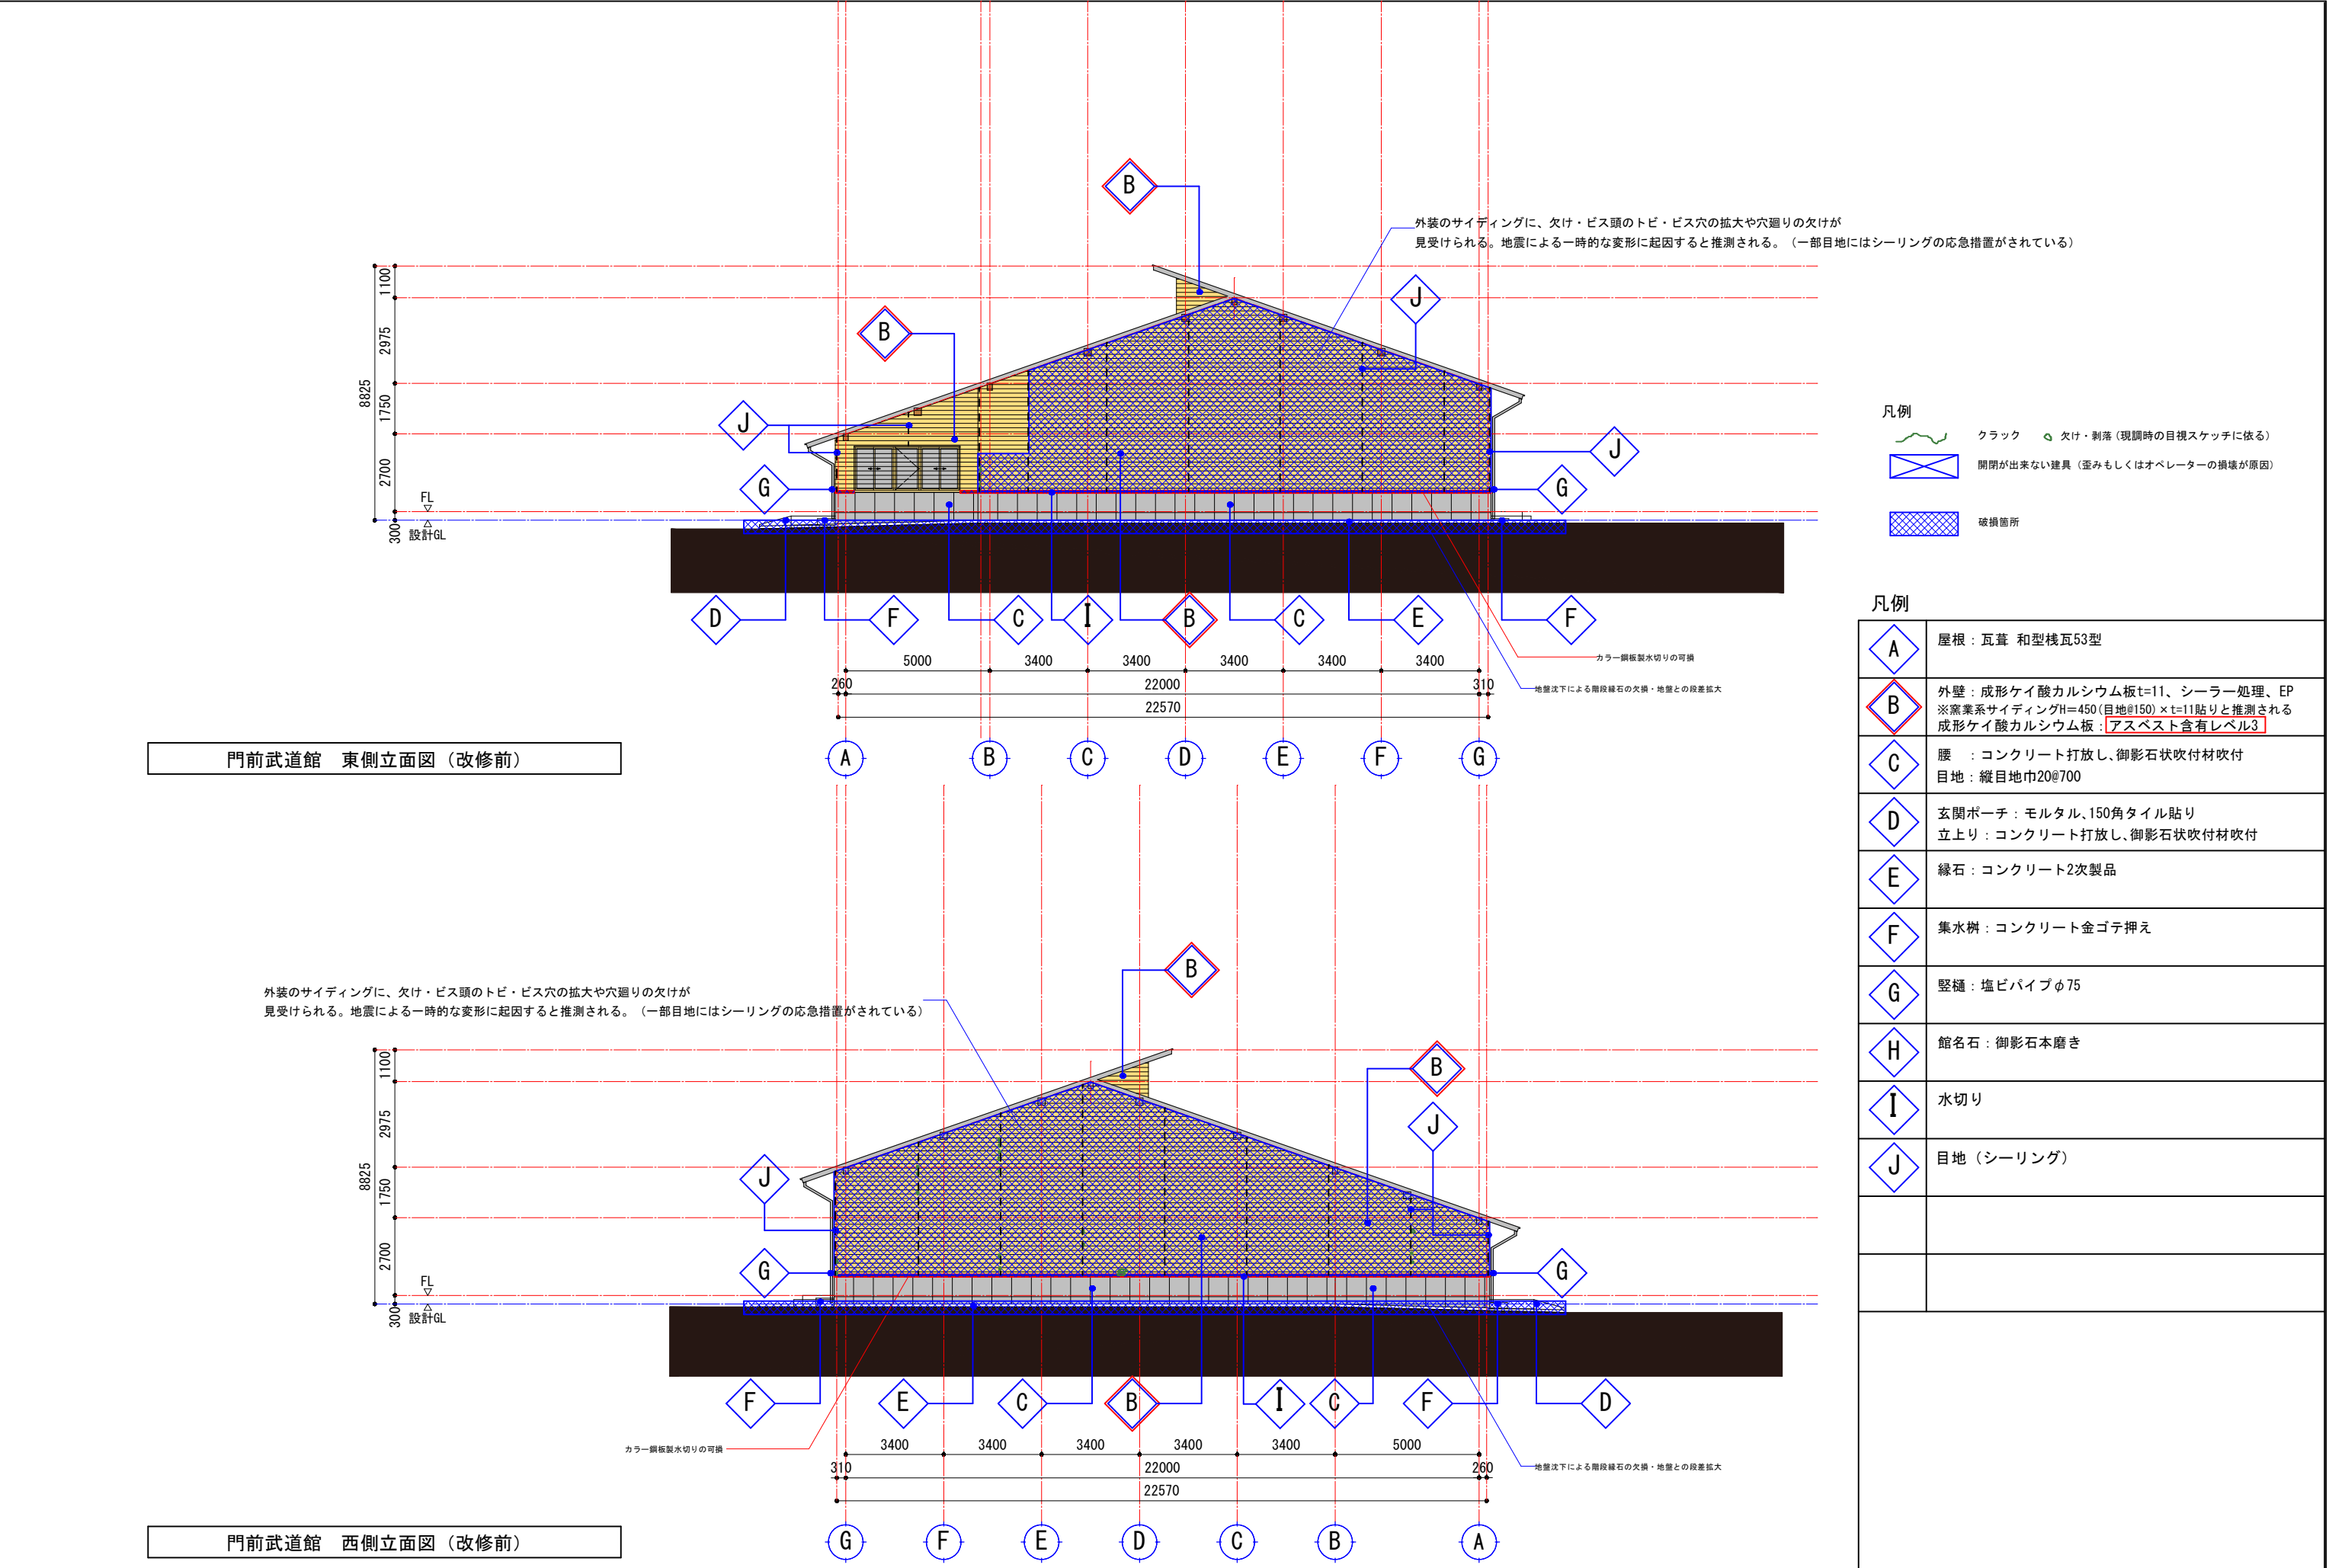 B
外装のサイディングに、欠け・ビス頭のトビ・ビス穴の拡大や穴廻りの欠けが
見受けられる。地震による一時的な変形に起因すると推測される。（一部目地にはシーリングの応急措置がされている）
J
B
J
J
G
G
1100
2975
1750
2700
300
8825
FL
設計GL
D
F
C
I
B
C
E
F
カラー鋼板製水切りの可損
地盤沈下による階段縁石の欠損・地盤との段差拡大
5000
3400
3400
3400
3400
3400
260
22000
310
22570
門前武道館　東側立面図（改修前）
A
B
C
D
E
F
G
B
外装のサイディングに、欠け・ビス頭のトビ・ビス穴の拡大や穴廻りの欠けが
見受けられる。地震による一時的な変形に起因すると推測される。（一部目地にはシーリングの応急措置がされている）
B
J
J
G
G
1100
2975
1750
2700
300
8825
FL
設計GL
F
E
C
B
I
C
F
D
カラー鋼板製水切りの可損
地盤沈下による階段縁石の欠損・地盤との段差拡大
3400
3400
3400
3400
3400
5000
310
22000
260
22570
門前武道館　西側立面図（改修前）
G
F
E
D
C
B
A
凡例
クラック
欠け・剥落(現調時の目視スケッチに依る)
開閉が出来ない建具（歪みもしくはオペレーターの損壊が原因）
破損箇所
凡例
A
屋根：瓦葺 和型桟瓦53型
B
外壁：成形ケイ酸カルシウム板t=11、シーラー処理、EP
※窯業系サイディングH=450(目地@150)×t=11貼りと推測される
成形ケイ酸カルシウム板：アスベスト含有レベル3
C
腰　：コンクリート打放し､御影石状吹付材吹付
目地：縦目地巾20@700
D
玄関ポーチ：モルタル､150角タイル貼り
立上り：コンクリート打放し､御影石状吹付材吹付
E
縁石：コンクリート2次製品
F
集水桝：コンクリート金ゴテ押え
G
竪樋：塩ビパイプφ75
H
館名石：御影石本磨き
I
水切り
J
目地（シーリング）